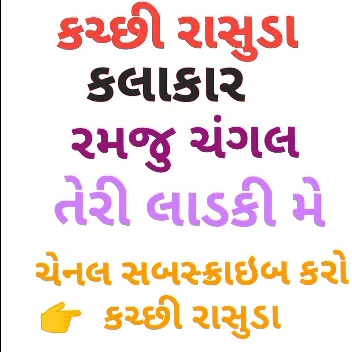 કચ્છી રાસુડા
કલાકાર
રમજુ ચંગલ
તેરી લાડકી મે
ચેનલ સબસ્ક્રાઇબ કરો
👉 કચ્છી રાસુડા